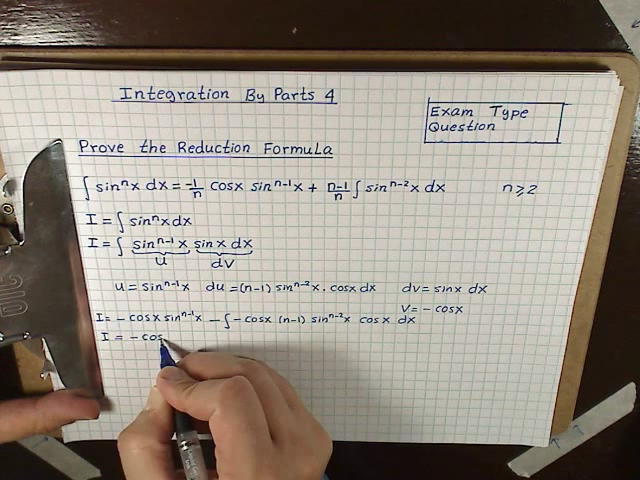 Integration By Parts 4
Exam Type
Question
Prove the Reduction Formula
∫ sinⁿx dx = -1/n cosx sinⁿ⁻¹x + n-1/n ∫ sinⁿ⁻²x dx n ≥ 2
I = ∫ sinⁿx dx
I = ∫ sinⁿ⁻¹x sinx dx
u dv
u = sinⁿ⁻¹x du = (n-1) sinⁿ⁻²x . cosx dx dv = sinx dx
v = -cosx
I = - cosx sinⁿ⁻¹x - ∫ - cosx (n-1) sinⁿ⁻²x cosx dx
I = - cos